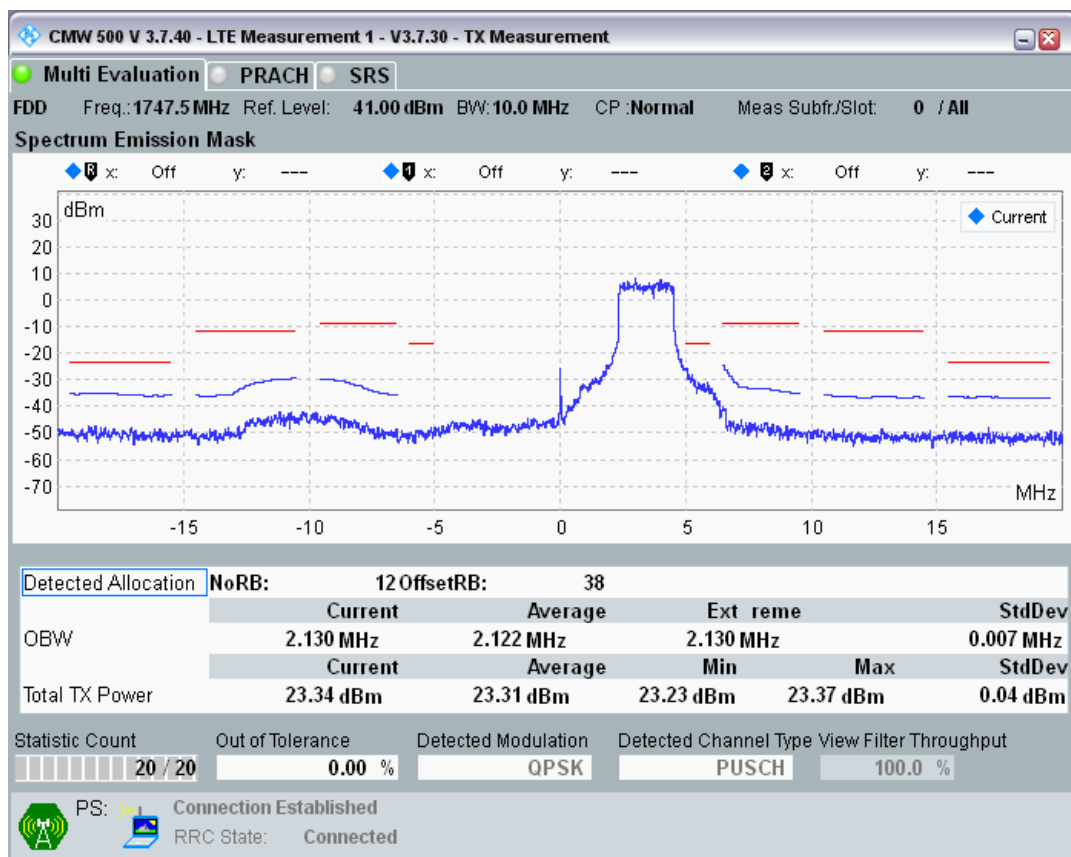 CMW 500 V 3.7.40 - LTE Measurement 1 - V3.7.30 - TX Measurement
Multi Evaluation PRACH SRS
FDD Freq.: 1747.5 MHz Ref. Level: 41.00 dBm BW: 10.0 MHz CP : Normal Meas Subfr./Slot: 0 / All
Spectrum Emission Mask
R x: Off y: --- 1 x: Off y: --- 2 x: Off y: ---
dBm
Current
30
20
10
0
-10
-20
-30
-40
-50
-60
-70
MHz
-15 -10 -5 0 5 10 15
Detected Allocation NoRB: 12 OffsetRB: 38
Current Average Ext reme StdDev
OBW 2.130 MHz 2.122 MHz 2.130 MHz 0.007 MHz
Current Average Min Max StdDev
Total TX Power 23.34 dBm 23.31 dBm 23.23 dBm 23.37 dBm 0.04 dBm
Statistic Count Out of Tolerance Detected Modulation Detected Channel Type View Filter Throughput
20 / 20 0.00 % QPSK PUSCH 100.0 %
PS: Connection Established
RRC State: Connected